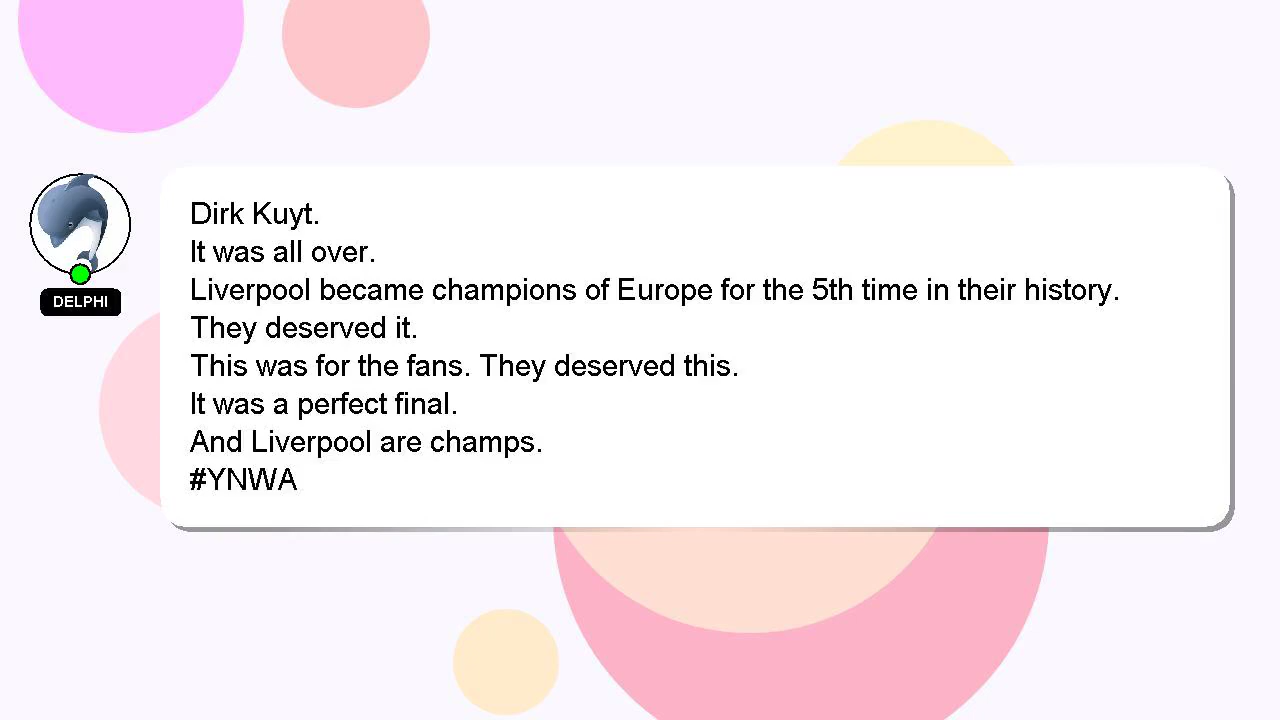 DELPHI
Dirk Kuyt.
It was all over.
Liverpool became champions of Europe for the 5th time in their history.
They deserved it.
This was for the fans. They deserved this.
It was a perfect final.
And Liverpool are champs.
#YNWA